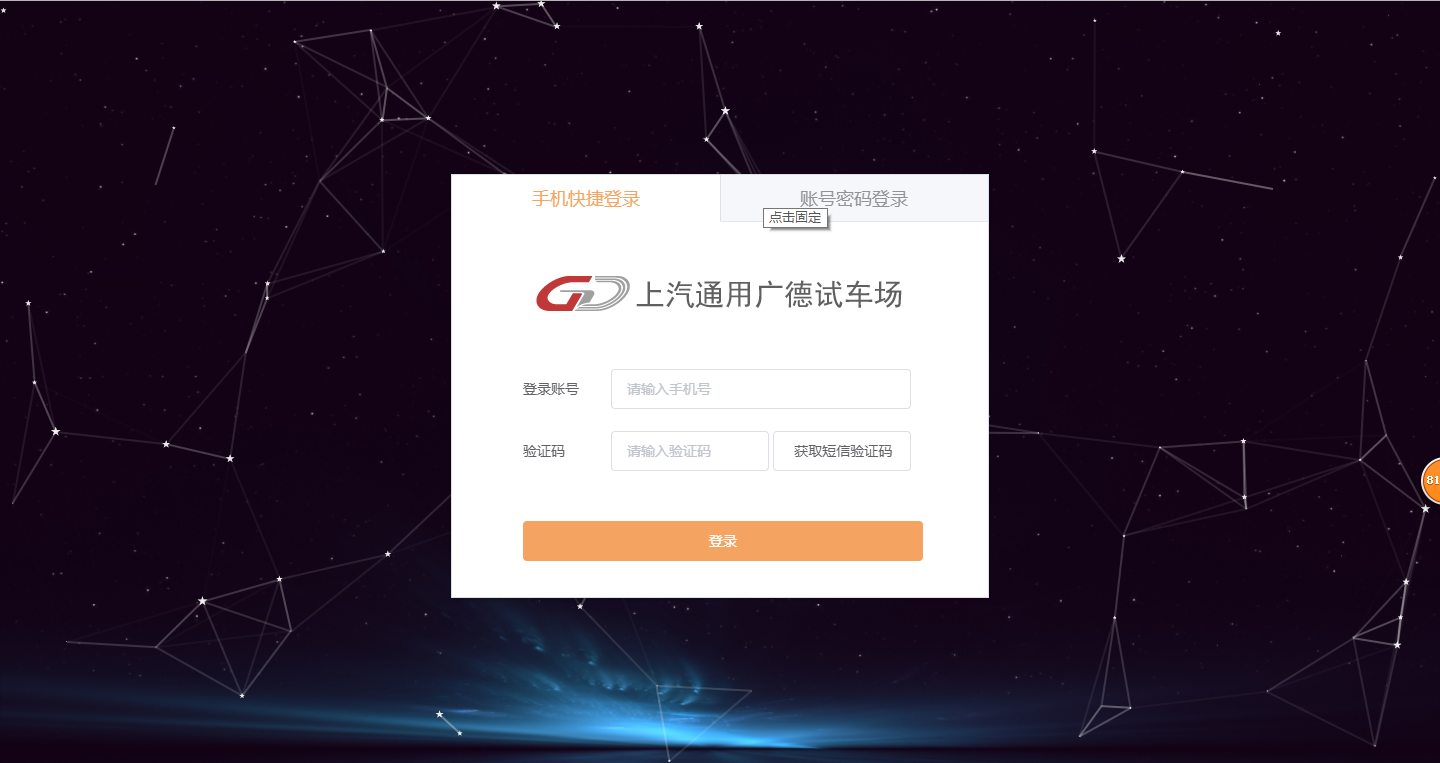 手机快捷登录
账号密码登录
点击固定
上汽通用广德试车场
登录账号
请输入手机号
验证码
请输入验证码
获取短信验证码
登录
81